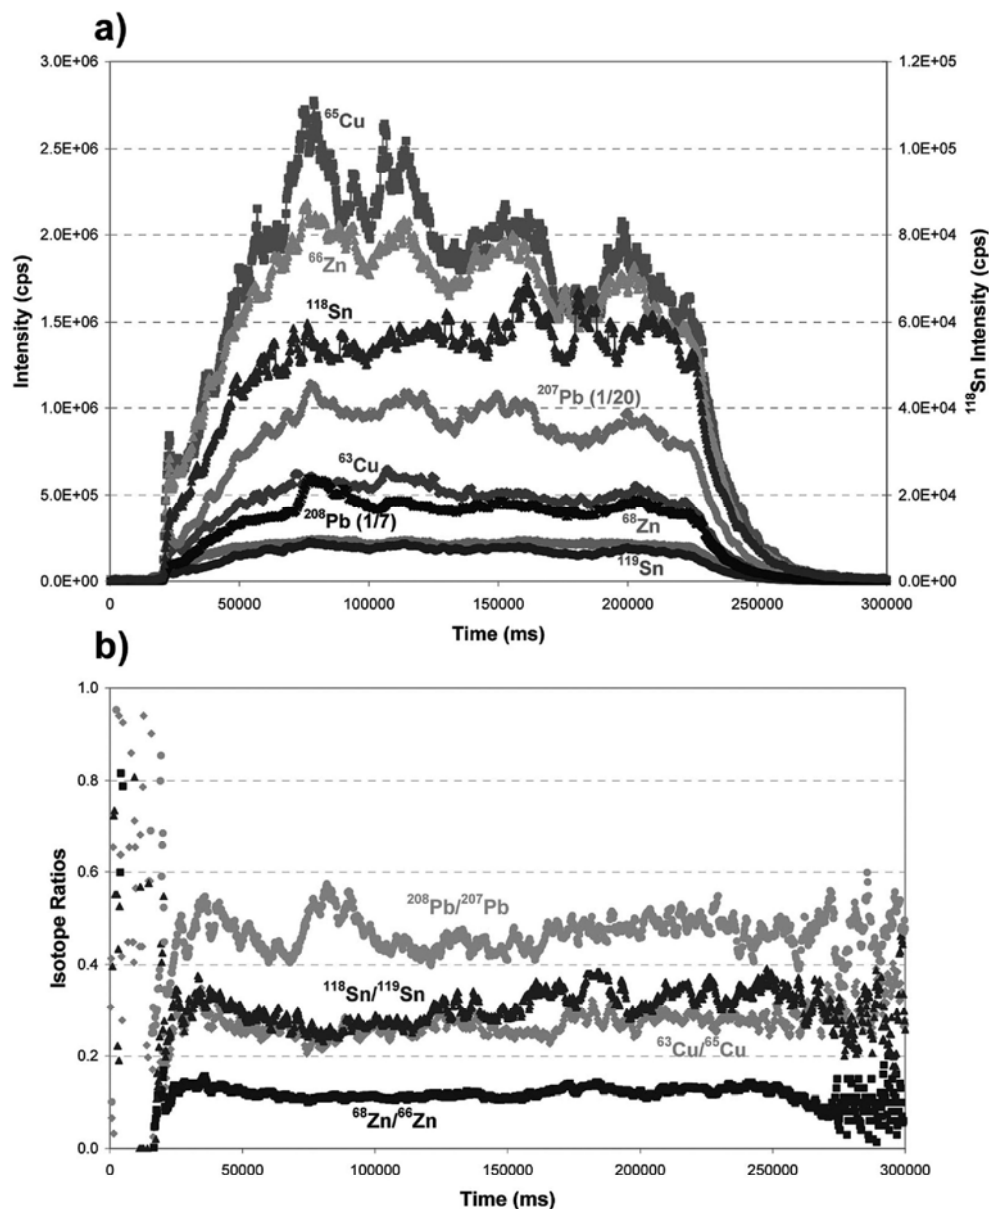 a)
3.0E+06
2.5E+06
2.0E+06
1.5E+06
1.0E+06
5.0E+05
0.0E+00
Intensity (cps)
1.2E+05
1.0E+05
8.0E+04
6.0E+04
4.0E+04
2.0E+04
0.0E+00
¹¹⁸Sn Intensity (cps)
⁶⁵Cu
⁶⁶Zn
¹¹⁸Sn
²⁰⁷Pb (1/20)
⁶³Cu
²⁰⁸Pb (1/7)
⁶⁸Zn
¹¹⁹Sn
0 50000 100000 150000 200000 250000 300000
Time (ms)
b)
1.0
0.8
0.6
0.4
0.2
0.0
Isotope Ratios
²⁰⁸Pb/²⁰⁷Pb
¹¹⁸Sn/¹¹⁹Sn
⁶³Cu/⁶⁵Cu
⁶⁸Zn/⁶⁶Zn
0 50000 100000 150000 200000 250000 300000
Time (ms)